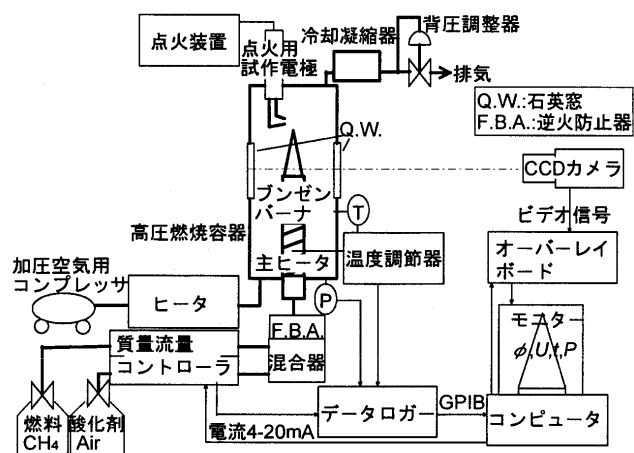 点火装置
点火用
試作電極
冷却凝縮器
背圧調整器
排気
Q.W.:石英窓
F.B.A.:逆火防止器
Q.W.
CCDカメラ
ブンゼン
バーナ
T
ビデオ信号
高圧燃焼容器
主ヒータ
温度調節器
オーバーレイ
ボード
加圧空気用
コンプレッサ
ヒータ
P
F.B.A.
混合器
質量流量
コントローラ
モニター
ϕ,U,t,P
データロガー
GPIB
コンピュータ
燃料
CH₄
酸化剤
Air
電流4-20mA